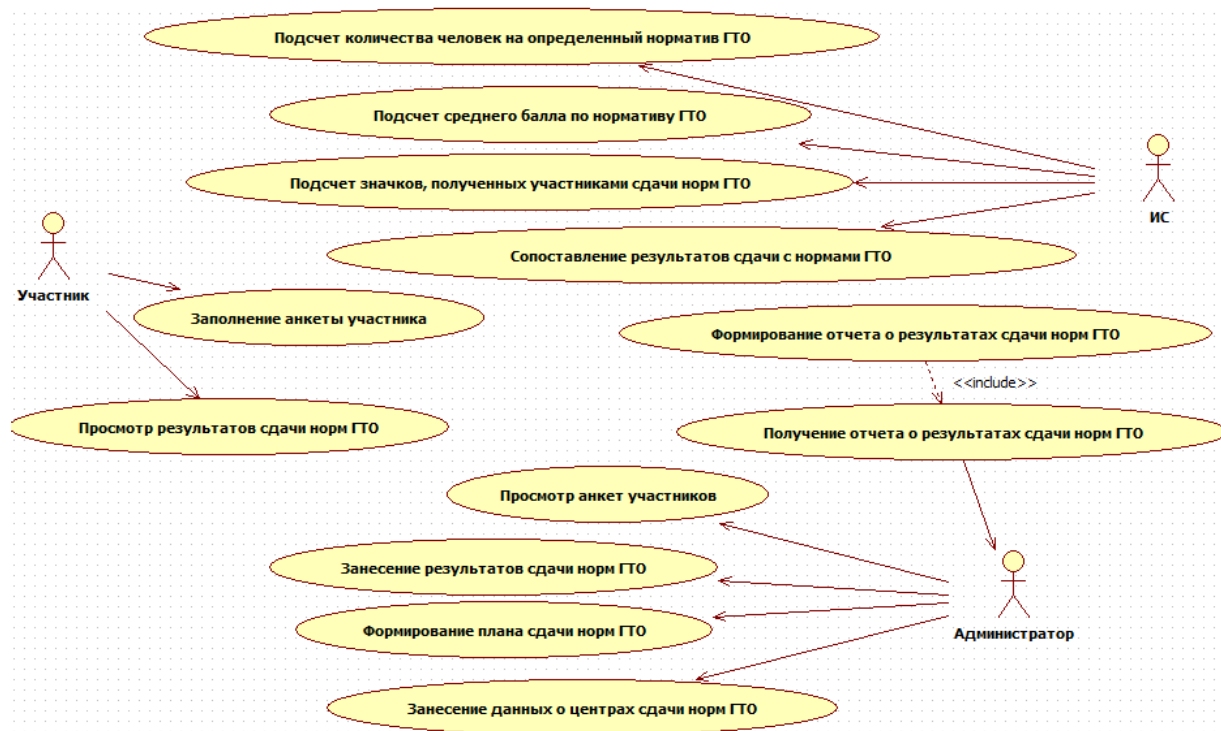 Подсчет количества человек на определенный норматив ГТО
Подсчет среднего балла по нормативу ГТО
Подсчет значков, полученных участниками сдачи норм ГТО
ИС
Сопоставление результатов сдачи с нормами ГТО
Участник
Заполнение анкеты участника
Формирование отчета о результатах сдачи норм ГТО
<<include>>
Просмотр результатов сдачи норм ГТО
Получение отчета о результатах сдачи норм ГТО
Просмотр анкет участников
Занесение результатов сдачи норм ГТО
Формирование плана сдачи норм ГТО
Администратор
Занесение данных о центрах сдачи норм ГТО